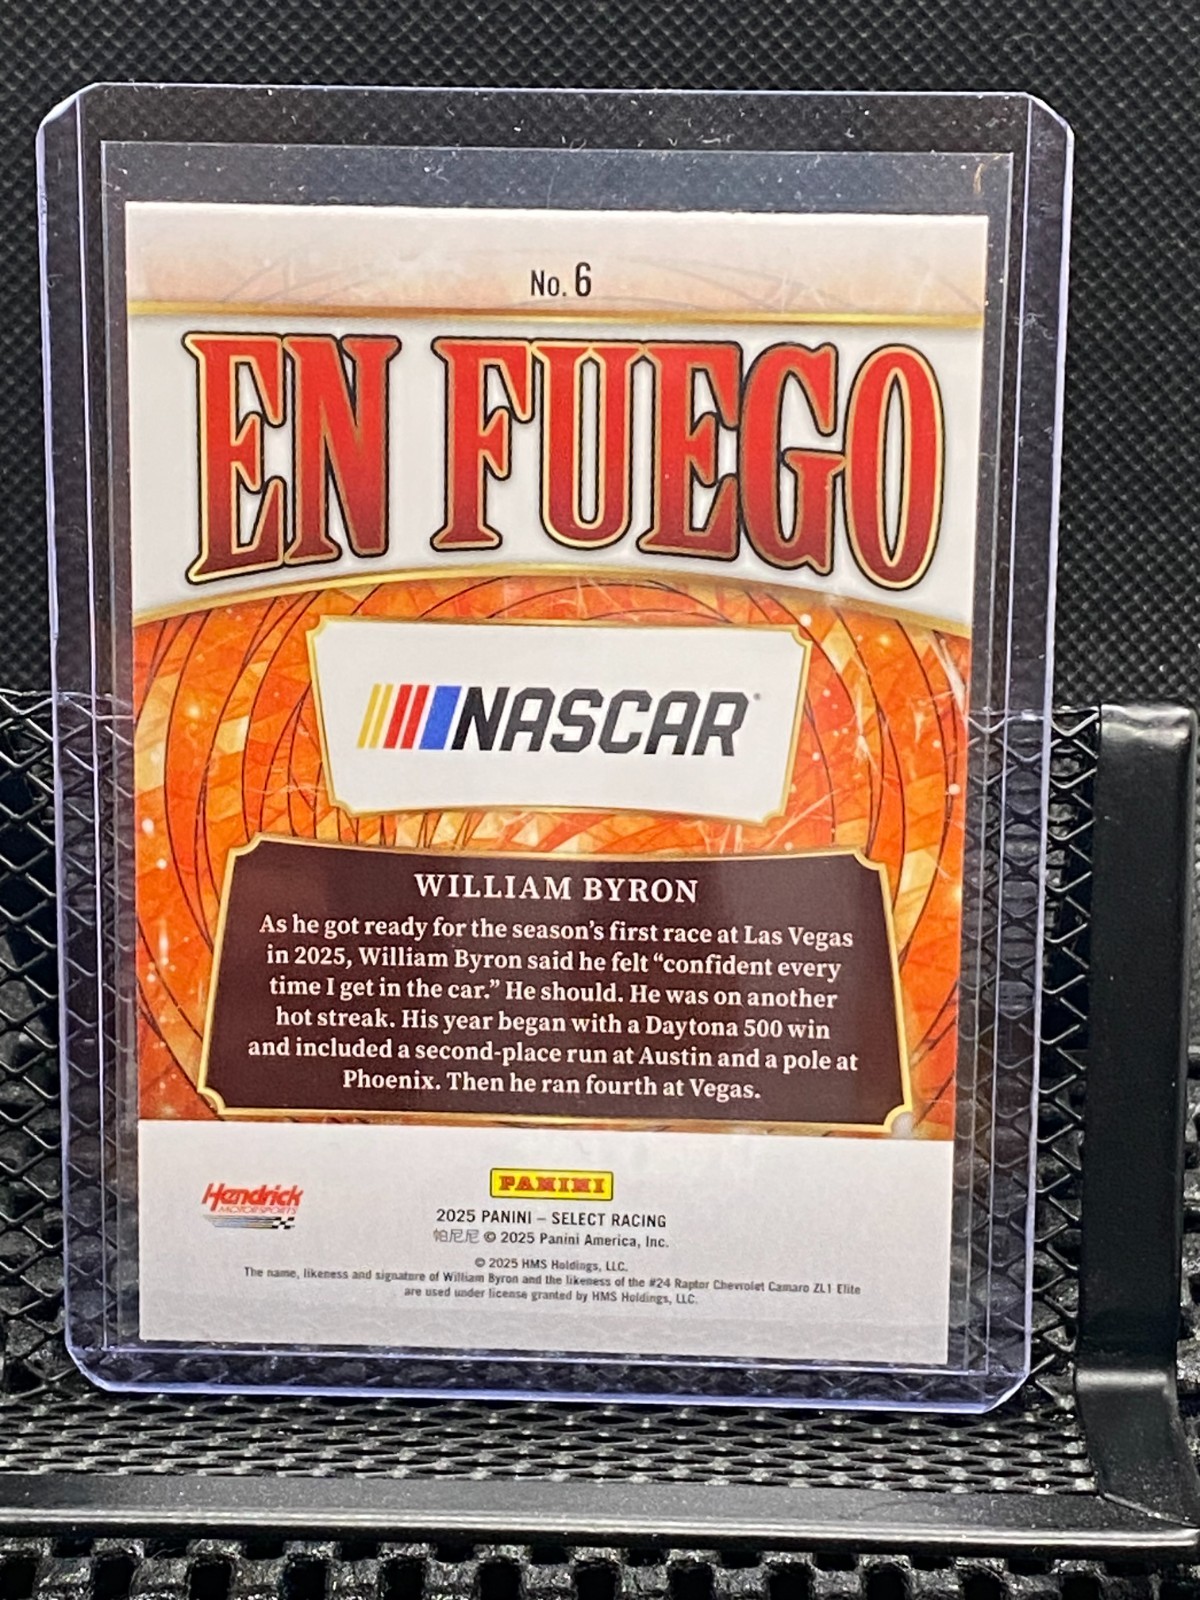 No. 6
EN FUEGO
NASCAR
WILLIAM BYRON
As he got ready for the season's first race at Las Vegas
in 2025, William Byron said he felt "confident every
time I get in the car." He should. He was on another
hot streak. His year began with a Daytona 500 win
and included a second-place run at Austin and a pole at
Phoenix. Then he ran fourth at Vegas.
Hendrick
MOTORSPORTS
PANINI
2025 PANINI – SELECT RACING
帕尼尼 © 2025 Panini America, Inc.
© 2025 HMS Holdings, LLC.
The name, likeness and signature of William Byron and the likeness of the #24 Raptor Chevrolet Camaro ZL1 Elite
are used under license granted by HMS Holdings, LLC.